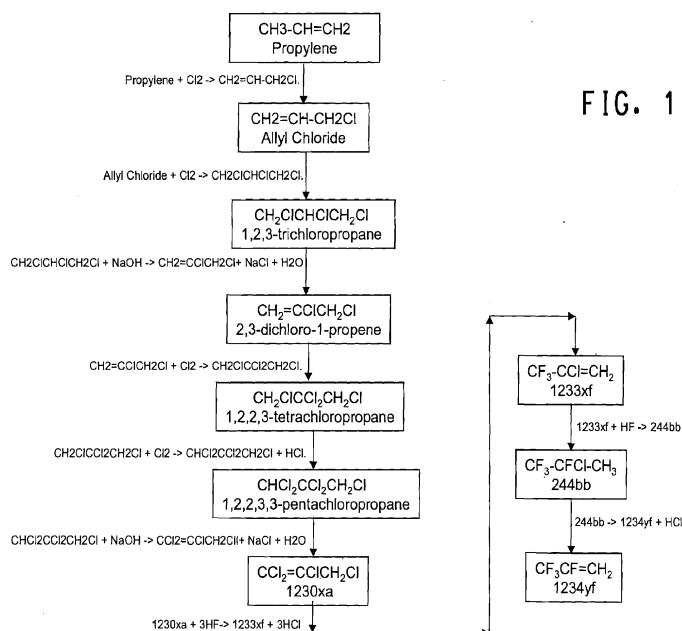 CH3-CH=CH2
Propylene
Propylene + Cl2 -> CH2=CH-CH2Cl.
FIG. 1
CH2=CH-CH2Cl
Allyl Chloride
Allyl Chloride + Cl2 -> CH2ClCHClCH2Cl.
CH₂ClCHClCH₂Cl
1,2,3-trichloropropane
CH2ClCHClCH2Cl + NaOH -> CH2=CClCH2Cl+ NaCl + H2O
CH₂=CClCH₂Cl
2,3-dichloro-1-propene
CH2=CClCH2Cl + Cl2 -> CH2ClCCl2CH2Cl.
CH₂ClCCl₂CH₂Cl
1,2,2,3-tetrachloropropane
CH2ClCCl2CH2Cl + Cl2 -> CHCl2CCl2CH2Cl + HCl.
CHCl₂CCl₂CH₂Cl
1,2,2,3,3-pentachloropropane
CHCl2CCl2CH2Cl + NaOH -> CCl2=CClCH2ClI+ NaCl + H2O
CCl₂=CClCH₂Cl
1230xa
1230xa + 3HF-> 1233xf + 3HCl
CF₃-CCl=CH₂
1233xf
1233xf + HF -> 244bb
CF₃-CFCl-CH₃
244bb
244bb -> 1234yf + HCl
CF₃CF=CH₂
1234yf